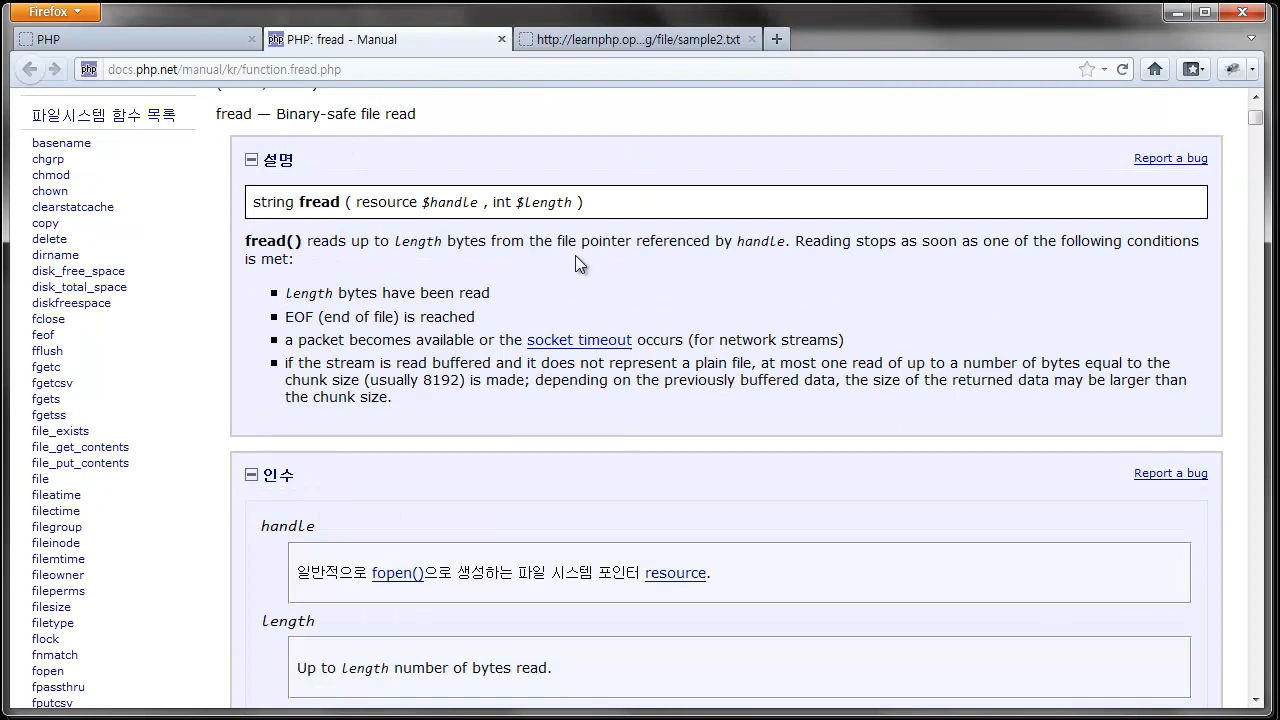 Firefox
PHP
PHP: fread - Manual
http://learnphp.op...g/file/sample2.txt
docs.php.net/manual/kr/function.fread.php
파일시스템 함수 목록
basename
chgrp
chmod
chown
clearstatcache
copy
delete
dirname
disk_free_space
disk_total_space
diskfreespace
fclose
feof
fflush
fgetc
fgetcsv
fgets
fgetss
file_exists
file_get_contents
file_put_contents
file
fileatime
filectime
filegroup
fileinode
filemtime
fileowner
fileperms
filesize
filetype
flock
fnmatch
fopen
fpassthru
fputcsv
fread — Binary-safe file read
설명
Report a bug
string fread ( resource $handle , int $length )
fread() reads up to length bytes from the file pointer referenced by handle. Reading stops as soon as one of the following conditions
is met:
length bytes have been read
EOF (end of file) is reached
a packet becomes available or the socket timeout occurs (for network streams)
if the stream is read buffered and it does not represent a plain file, at most one read of up to a number of bytes equal to the
chunk size (usually 8192) is made; depending on the previously buffered data, the size of the returned data may be larger than
the chunk size.
인수
Report a bug
handle
일반적으로 fopen()으로 생성하는 파일 시스템 포인터 resource.
length
Up to length number of bytes read.